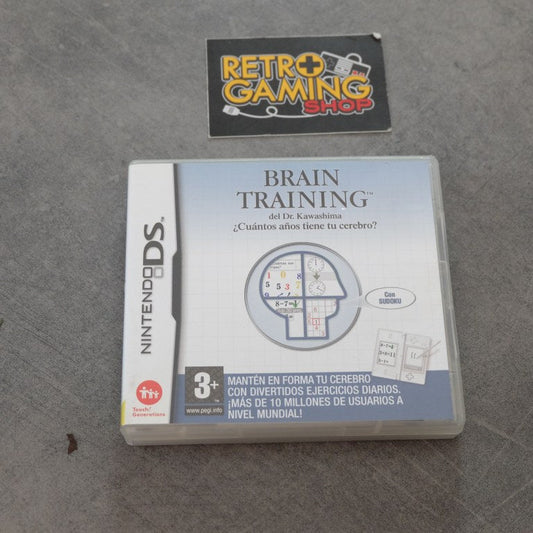 RETRO
GAMING
SHOP
NINTENDO DS
BRAIN
TRAINING™
del Dr. Kawashima
¿Cuántos años tiene tu cerebro?
Con
SUDOKU
3+
www.pegi.info
Touch!
Generations
MANTÉN EN FORMA TU CEREBRO
CON DIVERTIDOS EJERCICIOS DIARIOS.
¡MÁS DE 10 MILLONES DE USUARIOS A
NIVEL MUNDIAL!